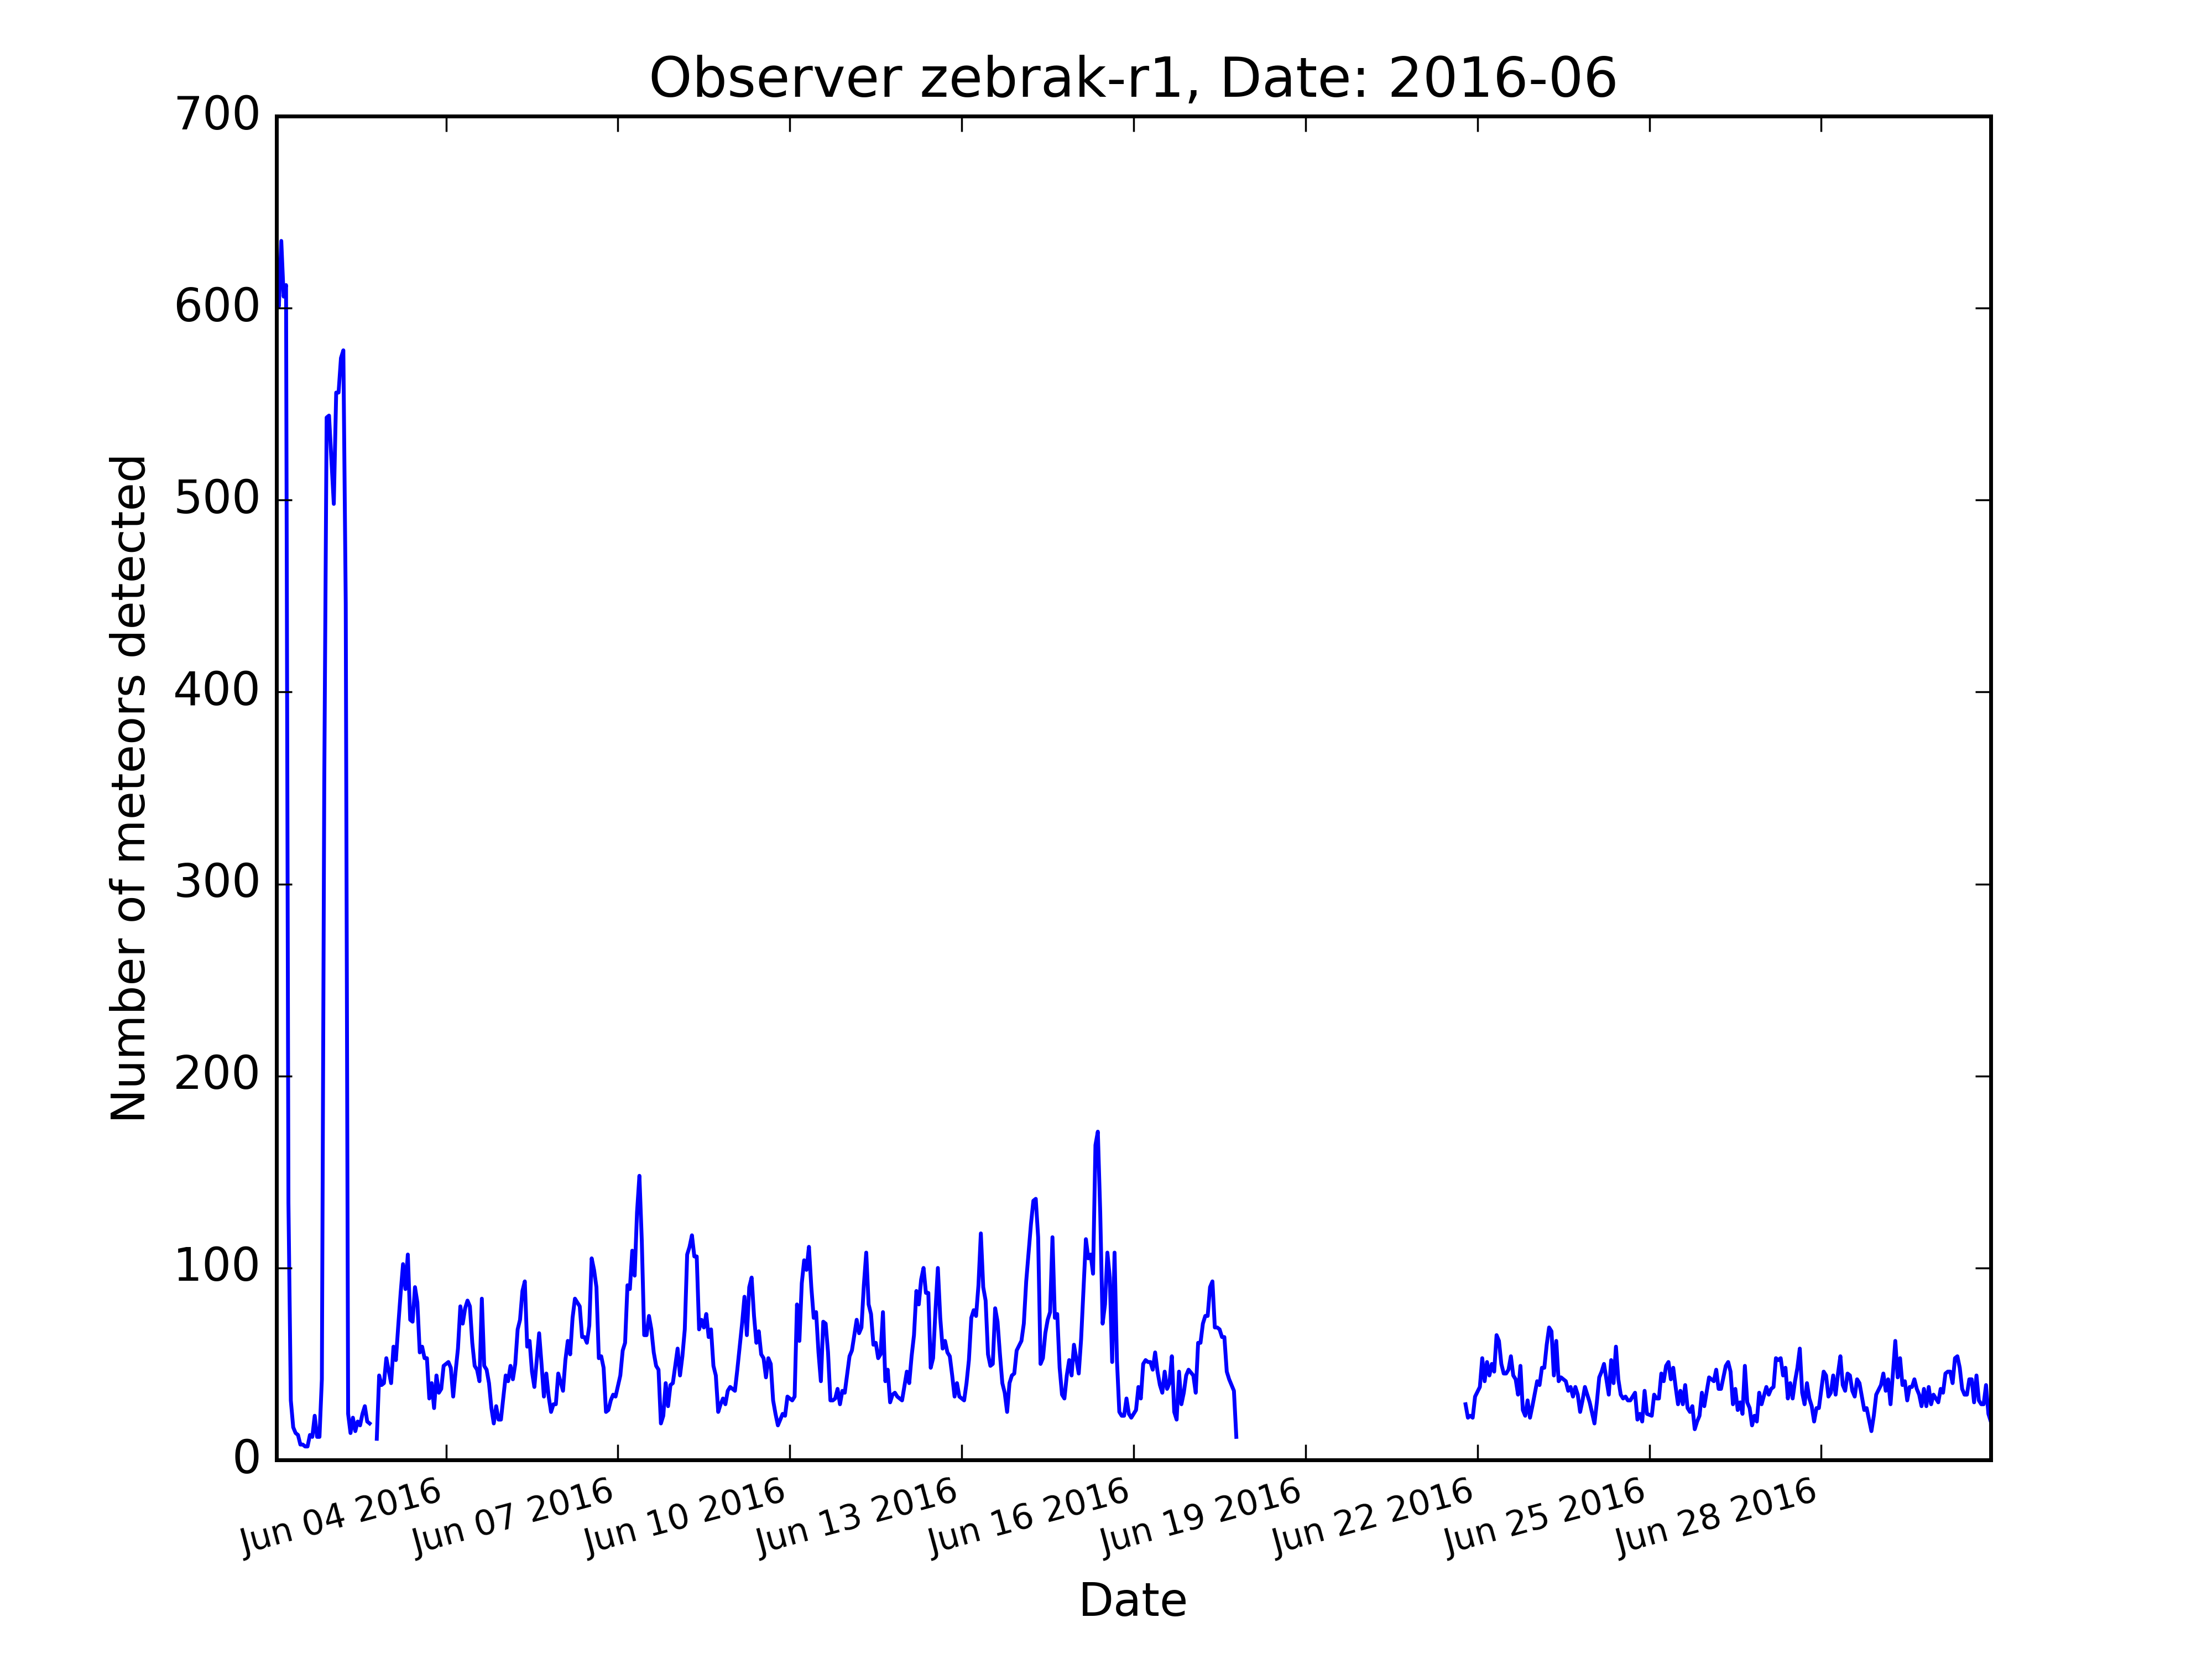 Observer zebrak-r1, Date: 2016-06
700
600
500
400
300
200
100
0
Number of meteors detected
Jun 04 2016
Jun 07 2016
Jun 10 2016
Jun 13 2016
Jun 16 2016
Jun 19 2016
Jun 22 2016
Jun 25 2016
Jun 28 2016
Date